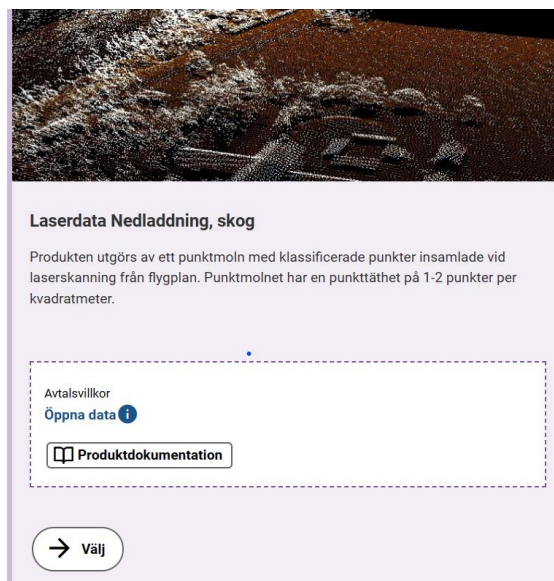 Laserdata Nedladdning, skog
Produkten utgörs av ett punktmoln med klassificerade punkter insamlade vid
laserskanning från flygplan. Punktmolnet har en punkttäthet på 1-2 punkter per
kvadratmeter.
Avtalsvillkor
Öppna data
Produktdokumentation
Välj